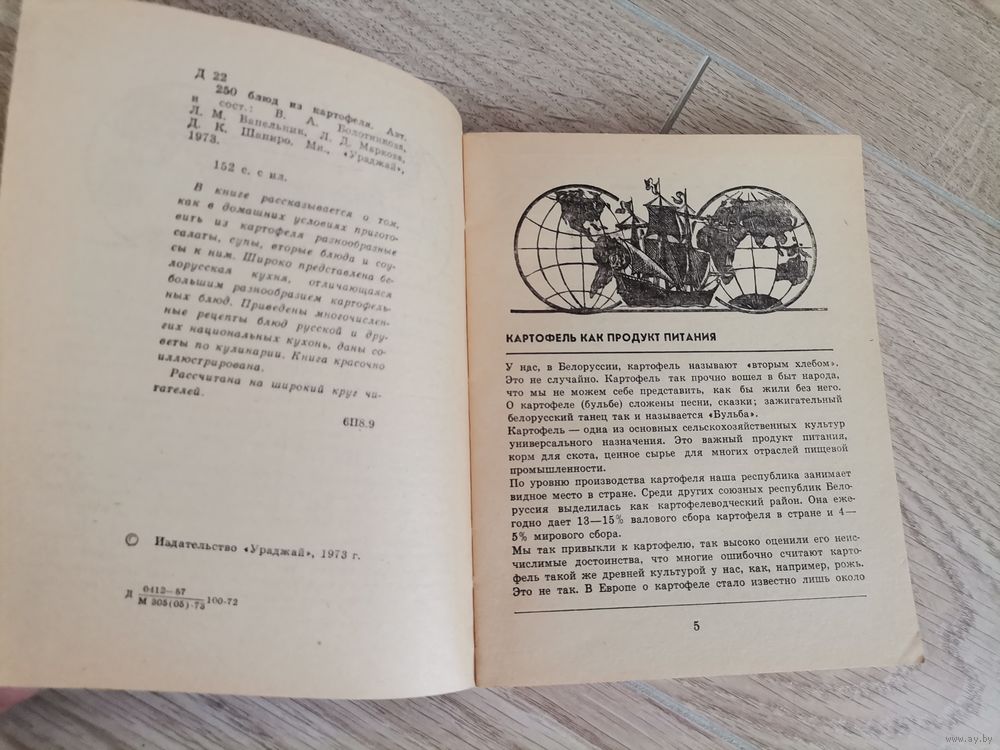 Д 22
250 блюд из картофеля. Авт.
и сост.: В. А. Болотникова,
Л. М. Вапельник, Л. Д. Маркова,
Д. К. Шапиро. Мн., «Ураджай»,
1973.
152 с. с ил.
В книге рассказывается о том,
как в домашних условиях пригото-
вить из картофеля разнообразные
салаты, супы, вторые блюда и соу-
сы к ним. Широко представлена бе-
лорусская кухня, отличающаяся
большим разнообразием картофель-
ных блюд. Приведены многочислен-
ные рецепты блюд русской и дру-
гих национальных кухонь, даны со-
веты по кулинарии. Книга красочно
иллюстрирована.
Рассчитана на широкий круг чи-
тателей.
6П8.9
© Издательство «Ураджай», 1973 г.
Д 0412—57
М 305(05)-73 100-72
КАРТОФЕЛЬ КАК ПРОДУКТ ПИТАНИЯ
У нас, в Белоруссии, картофель называют «вторым хлебом».
Это не случайно. Картофель так прочно вошел в быт народа,
что мы не можем себе представить, как бы жили без него.
О картофеле (бульбе) сложены песни, сказки; зажигательный
белорусский танец так и называется «Бульба».
Картофель — одна из основных сельскохозяйственных культур
универсального назначения. Это важный продукт питания,
корм для скота, ценное сырье для многих отраслей пищевой
промышленности.
По уровню производства картофеля наша республика занимает
видное место в стране. Среди других союзных республик Бело-
руссия выделилась как картофелеводческий район. Она еже-
годно дает 13—15% валового сбора картофеля в стране и 4—
5% мирового сбора.
Мы так привыкли к картофелю, так высоко оценили его неис-
числимые достоинства, что многие ошибочно считают карто-
фель такой же древней культурой у нас, как, например, рожь.
Это не так. В Европе о картофеле стало известно лишь около
5
www.ay.by